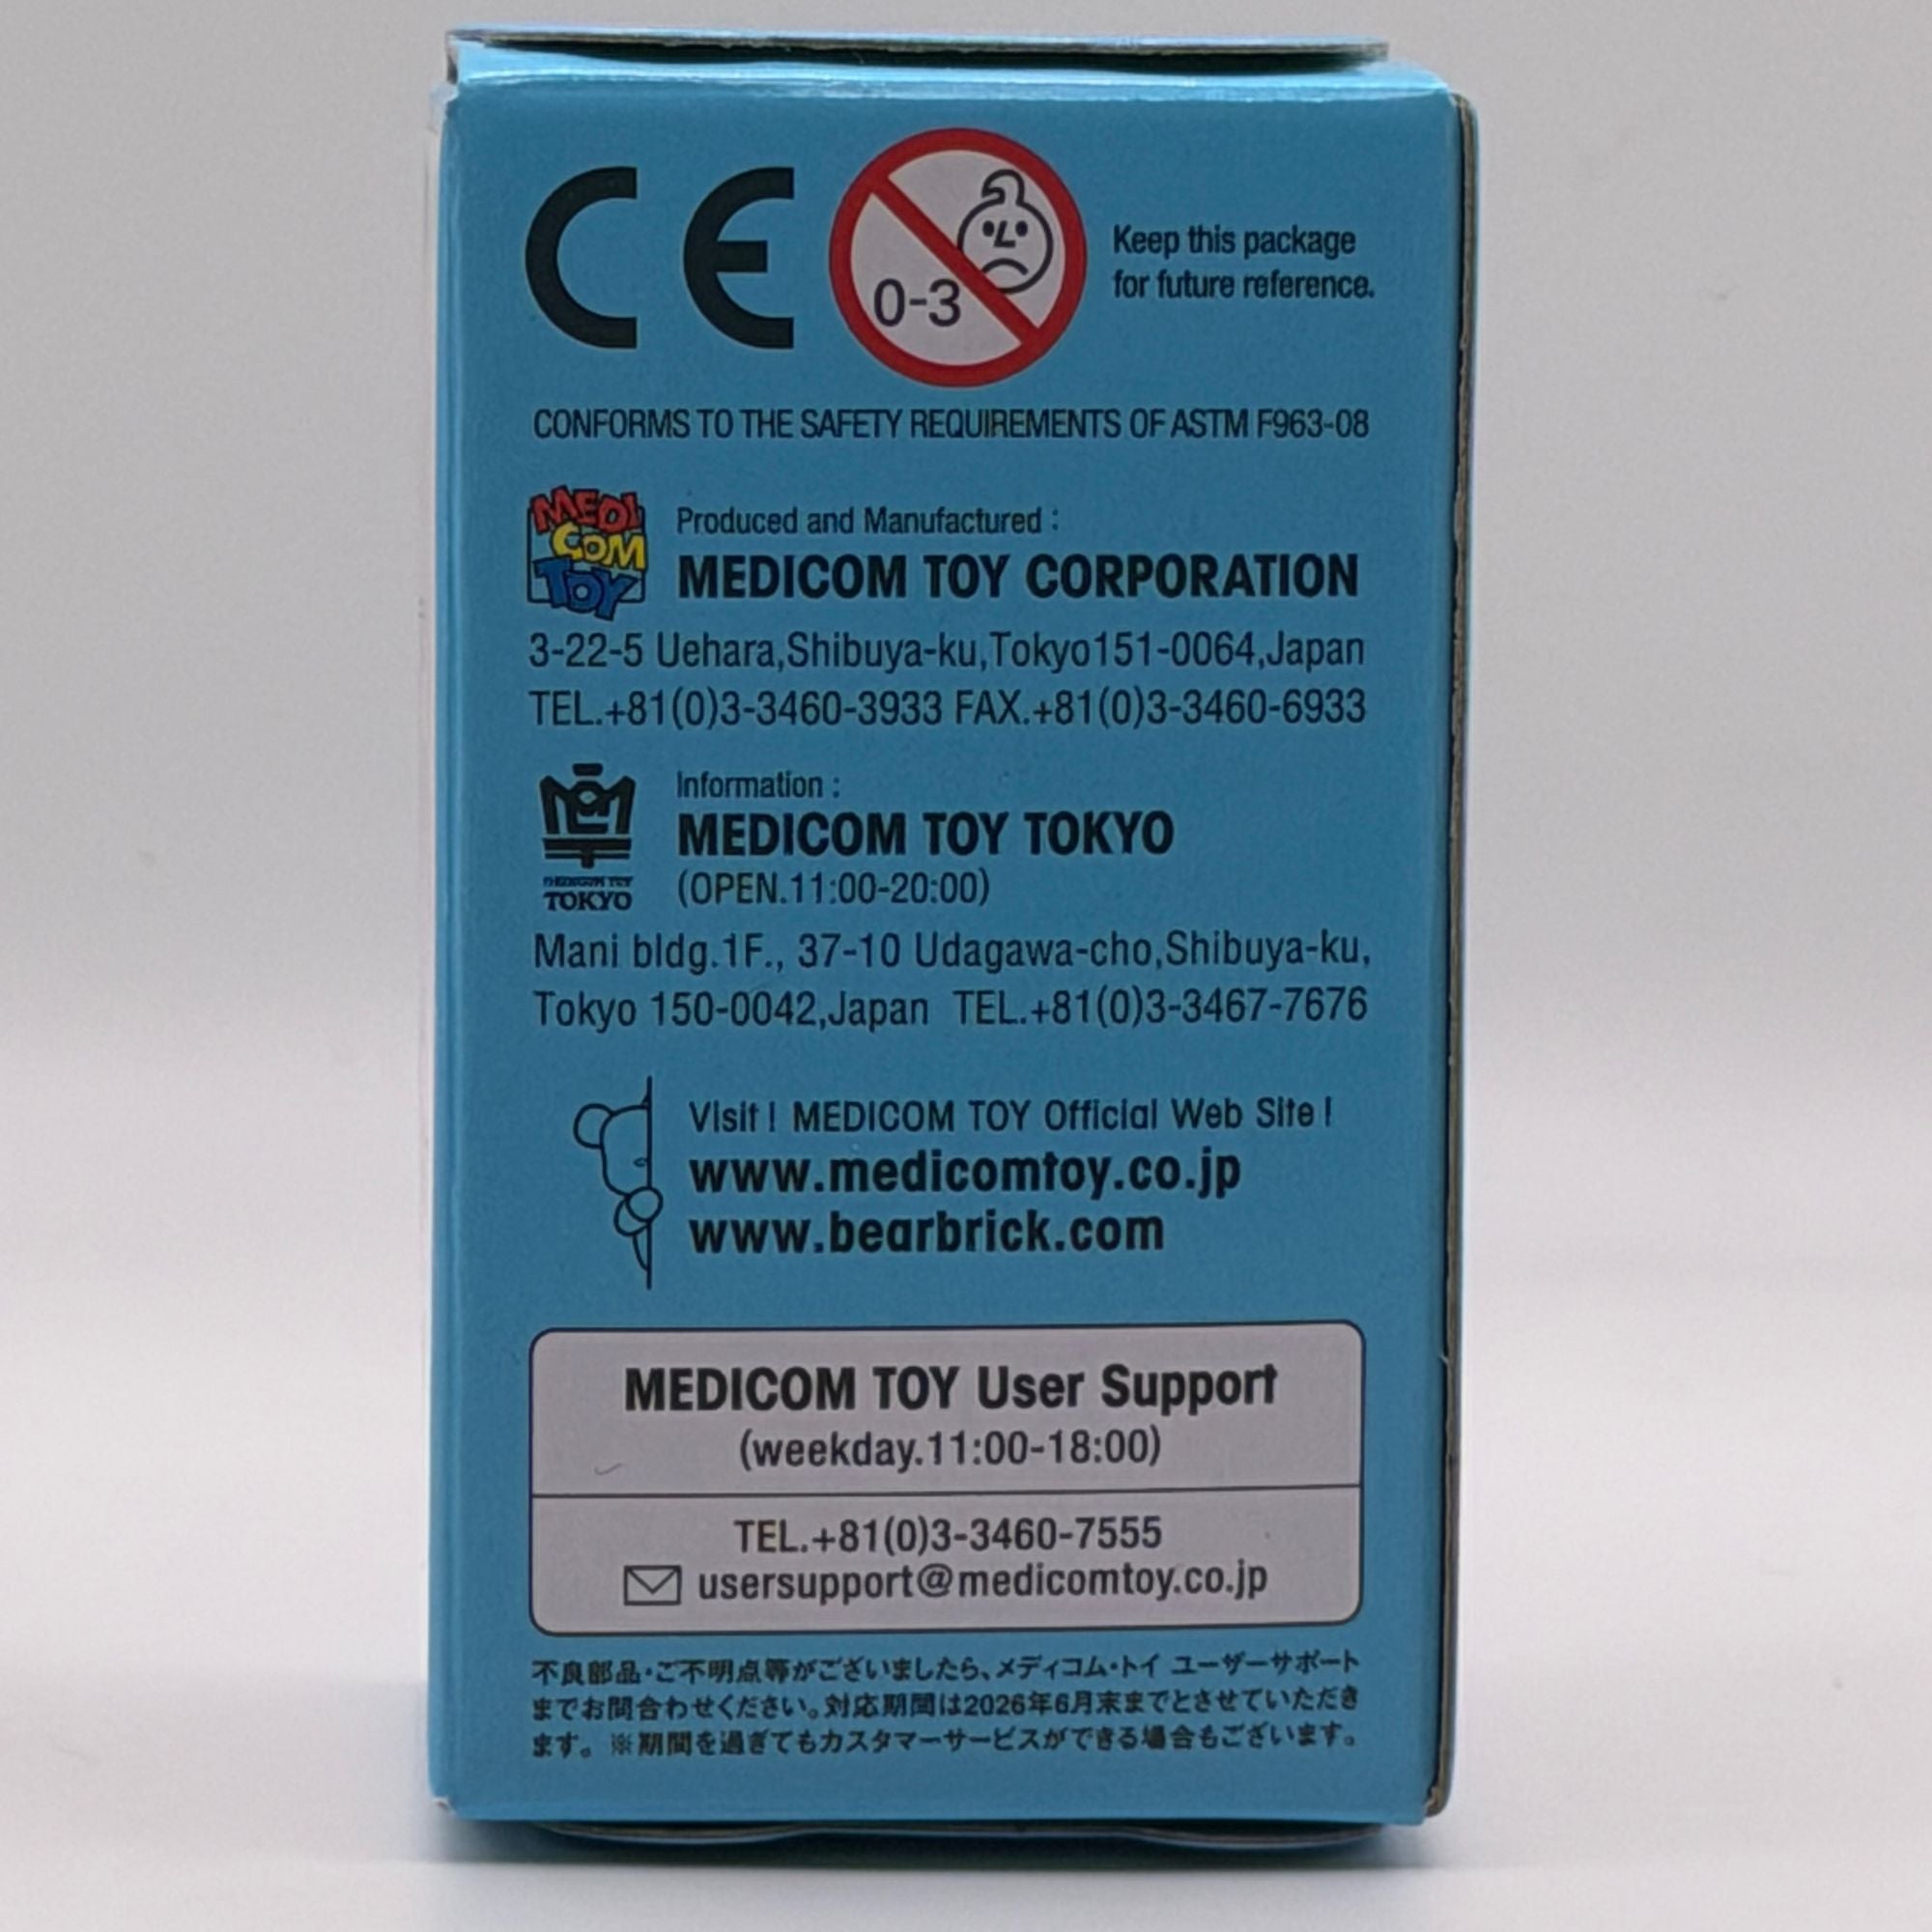 CE
0-3
Keep this package
for future reference.
CONFORMS TO THE SAFETY REQUIREMENTS OF ASTM F963-08
MEDI
COM
TOY
Produced and Manufactured :
MEDICOM TOY CORPORATION
3-22-5 Uehara,Shibuya-ku,Tokyo151-0064,Japan
TEL.+81(0)3-3460-3933 FAX.+81(0)3-3460-6933
MEDICOM TOY
TOKYO
Information :
MEDICOM TOY TOKYO
(OPEN.11:00-20:00)
Mani bldg.1F., 37-10 Udagawa-cho,Shibuya-ku,
Tokyo 150-0042,Japan TEL.+81(0)3-3467-7676
Visit! MEDICOM TOY Official Web Site!
www.medicomtoy.co.jp
www.bearbrick.com
MEDICOM TOY User Support
(weekday.11:00-18:00)
TEL.+81(0)3-3460-7555
usersupport@medicomtoy.co.jp
不良部品・ご不明点等がございましたら、メディコム・トイ ユーザーサポート
までお問合わせください。対応期間は2026年6月末までとさせていただき
ます。※期間を過ぎてもカスタマーサービスができる場合もございます。